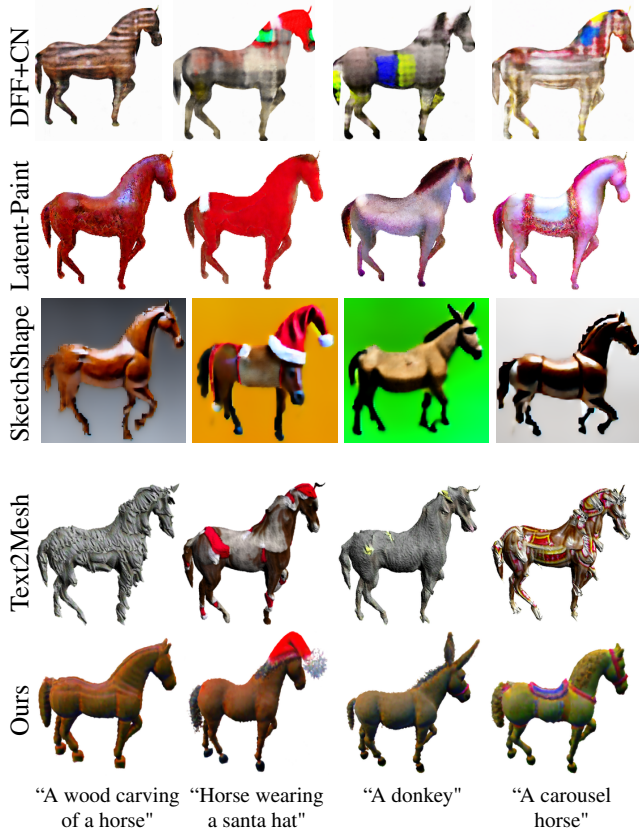 DFF+CN
Latent-Paint
SketchShape
Text2Mesh
Ours
“A wood carving of a horse"
“Horse wearing a santa hat"
“A donkey"
“A carousel horse"